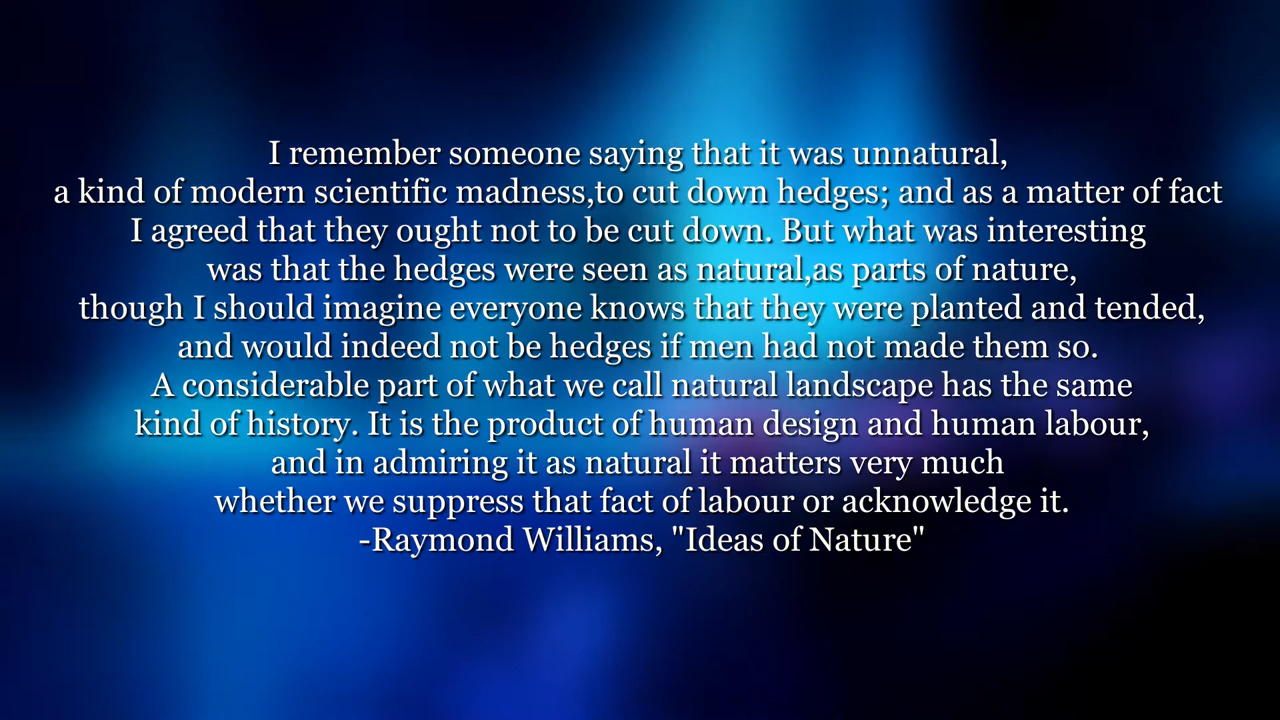 I remember someone saying that it was unnatural,
a kind of modern scientific madness,to cut down hedges; and as a matter of fact
I agreed that they ought not to be cut down. But what was interesting
was that the hedges were seen as natural,as parts of nature,
though I should imagine everyone knows that they were planted and tended,
and would indeed not be hedges if men had not made them so.
A considerable part of what we call natural landscape has the same
kind of history. It is the product of human design and human labour,
and in admiring it as natural it matters very much
whether we suppress that fact of labour or acknowledge it.
-Raymond Williams, "Ideas of Nature"